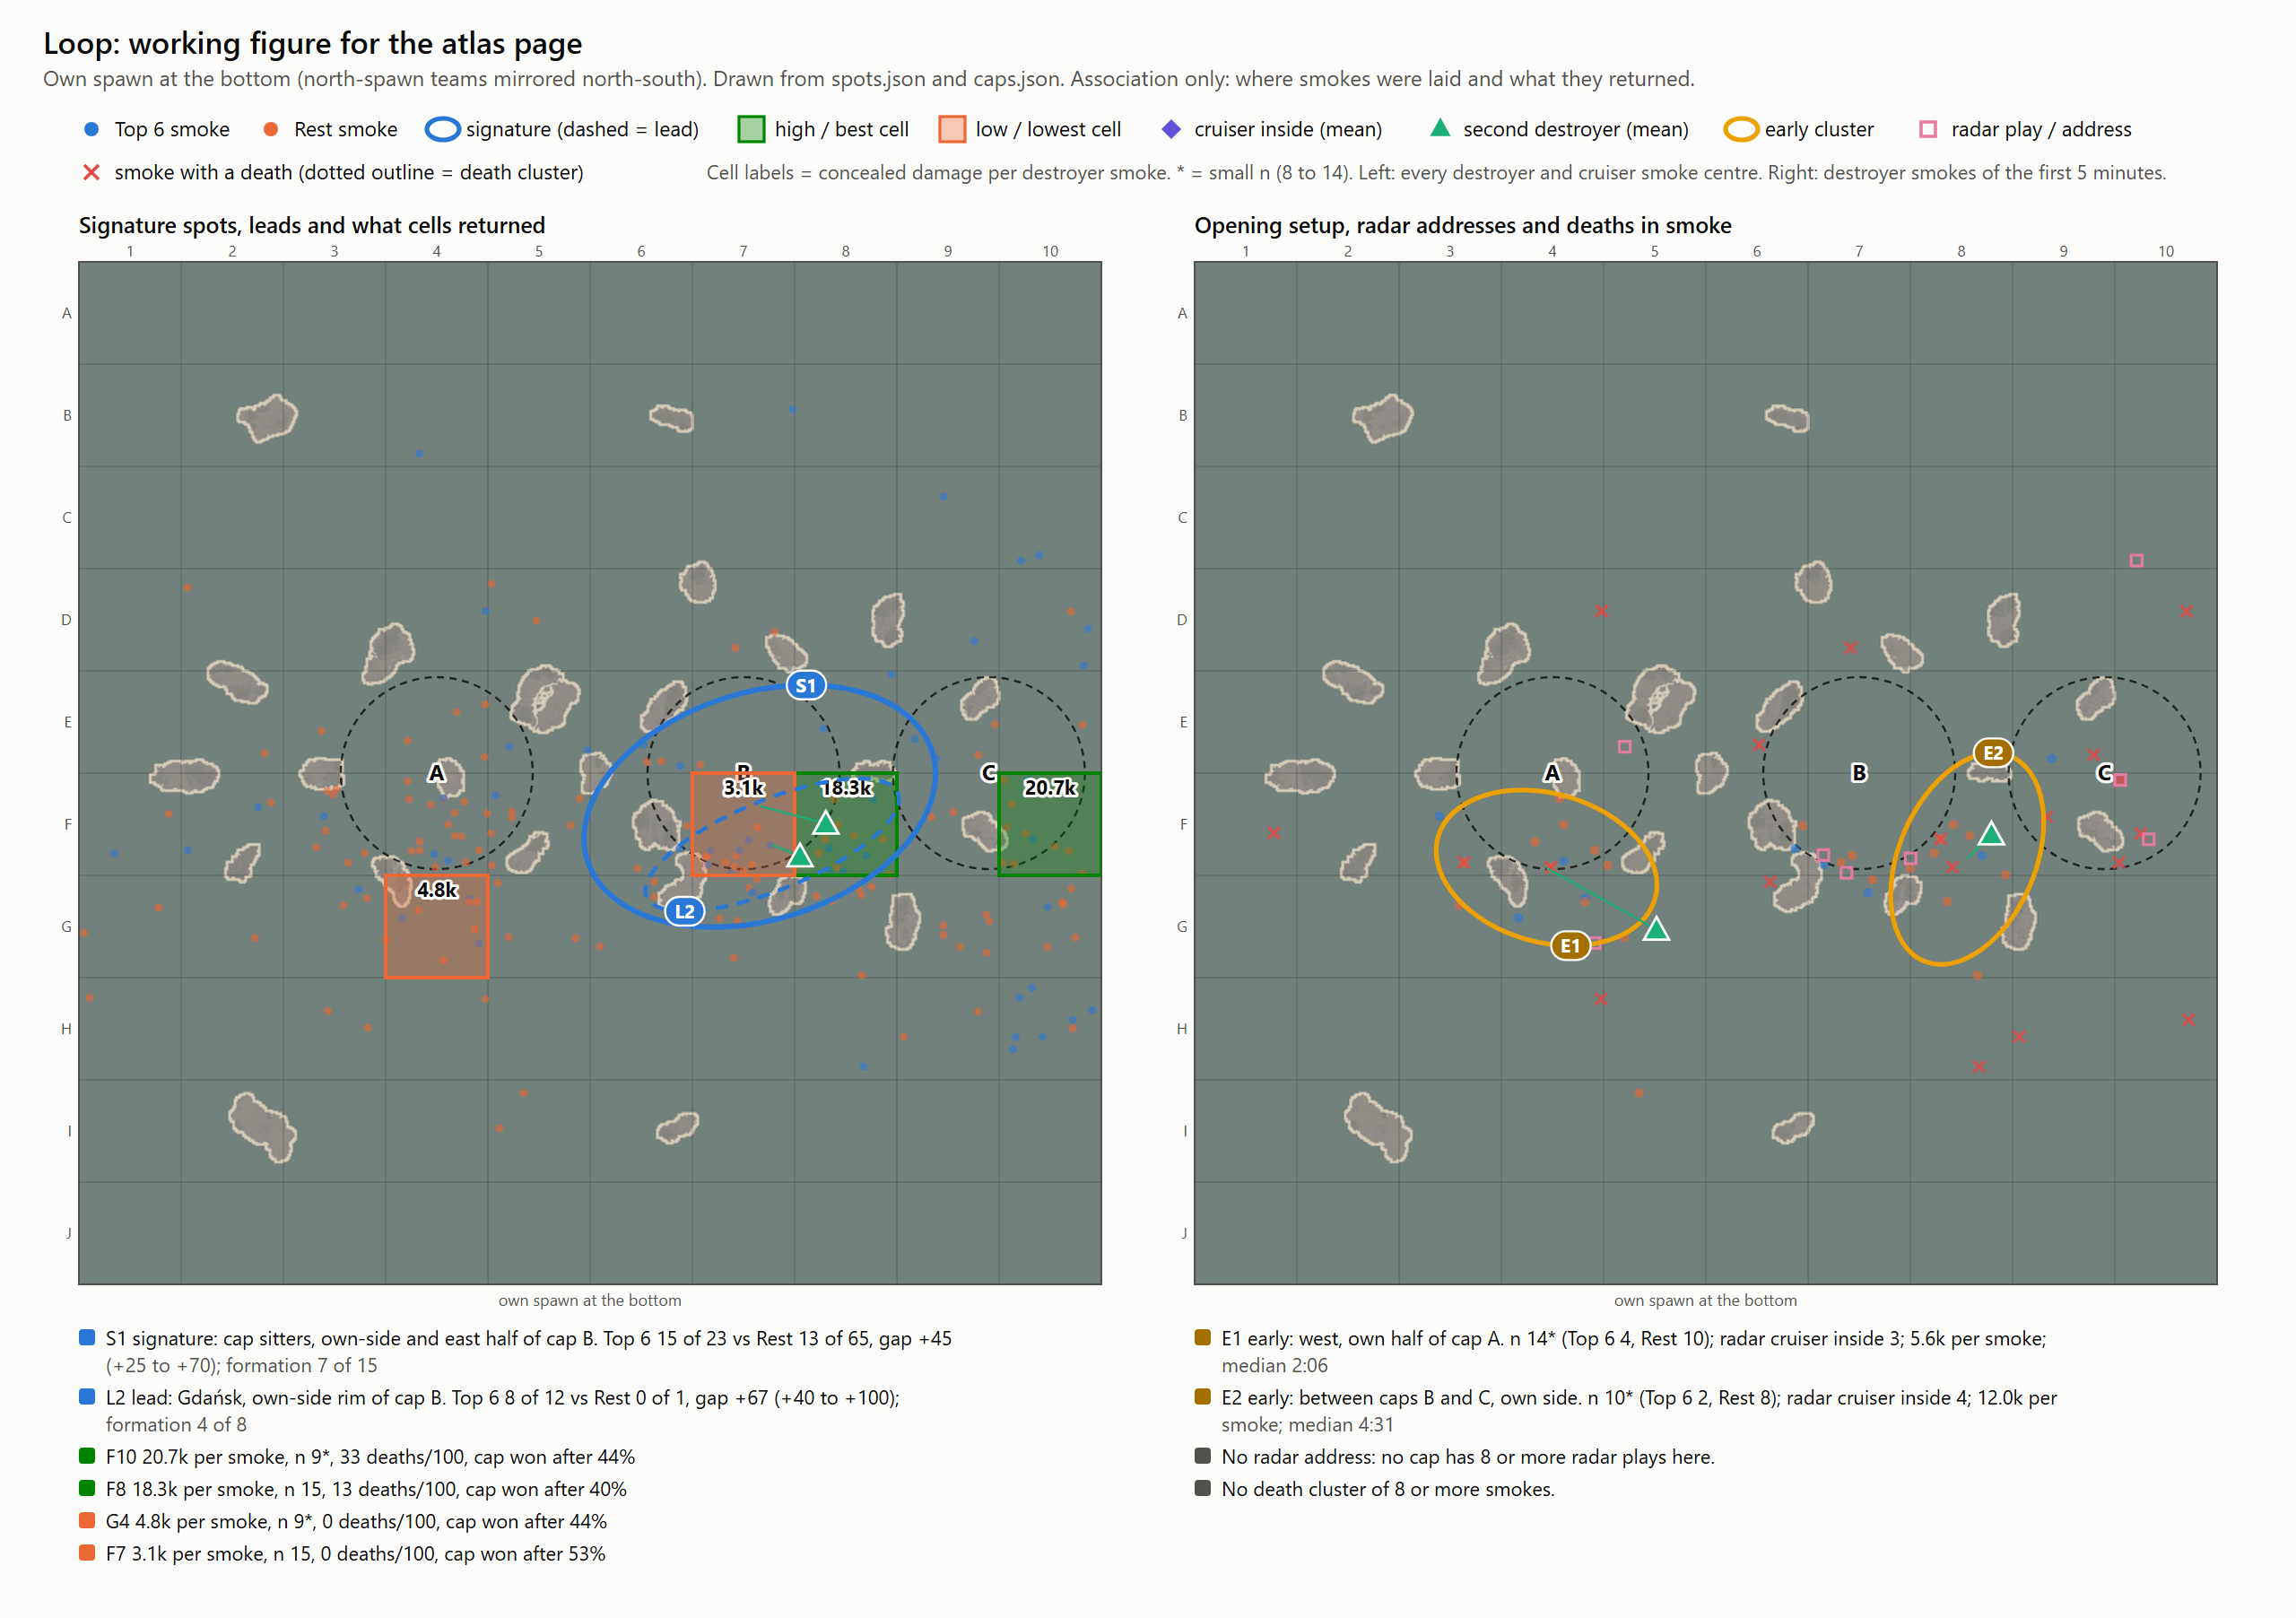 Loop: working figure for the atlas page
Own spawn at the bottom (north-spawn teams mirrored north-south). Drawn from spots.json and caps.json. Association only: where smokes were laid and what they returned.
Top 6 smoke
Rest smoke
signature (dashed = lead)
high / best cell
low / lowest cell
cruiser inside (mean)
second destroyer (mean)
early cluster
radar play / address
smoke with a death (dotted outline = death cluster)
Cell labels = concealed damage per destroyer smoke. * = small n (8 to 14). Left: every destroyer and cruiser smoke centre. Right: destroyer smokes of the first 5 minutes.
Signature spots, leads and what cells returned
1 2 3 4 5 6 7 8 9 10
A
B
C
D
S1
E
A B C
3.1k 18.3k 20.7k
F
4.8k
L2
G
H
I
J
own spawn at the bottom
S1 signature: cap sitters, own-side and east half of cap B. Top 6 15 of 23 vs Rest 13 of 65, gap +45
(+25 to +70); formation 7 of 15
L2 lead: Gdańsk, own-side rim of cap B. Top 6 8 of 12 vs Rest 0 of 1, gap +67 (+40 to +100);
formation 4 of 8
F10 20.7k per smoke, n 9*, 33 deaths/100, cap won after 44%
F8 18.3k per smoke, n 15, 13 deaths/100, cap won after 40%
G4 4.8k per smoke, n 9*, 0 deaths/100, cap won after 44%
F7 3.1k per smoke, n 15, 0 deaths/100, cap won after 53%
Opening setup, radar addresses and deaths in smoke
1 2 3 4 5 6 7 8 9 10
A
B
C
D
E
E2
A B C
F
G
E1
H
I
J
own spawn at the bottom
E1 early: west, own half of cap A. n 14* (Top 6 4, Rest 10); radar cruiser inside 3; 5.6k per smoke;
median 2:06
E2 early: between caps B and C, own side. n 10* (Top 6 2, Rest 8); radar cruiser inside 4; 12.0k per
smoke; median 4:31
No radar address: no cap has 8 or more radar plays here.
No death cluster of 8 or more smokes.